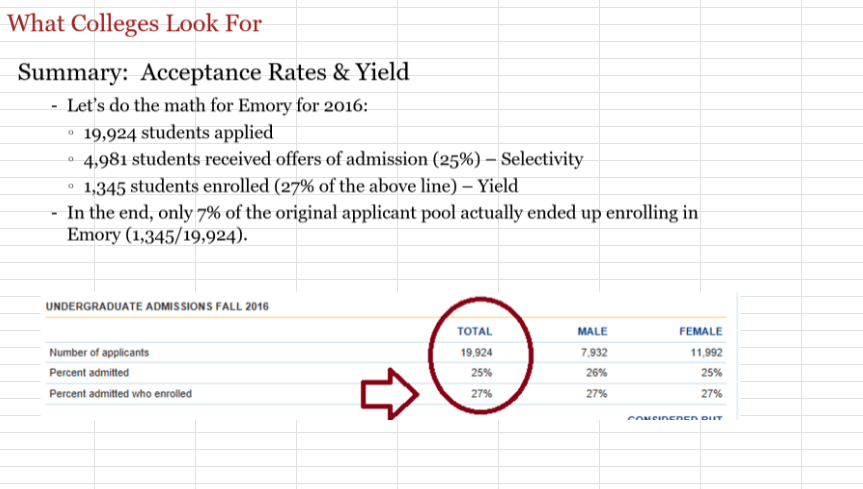 What Colleges Look For
Summary: Acceptance Rates & Yield
- Let's do the math for Emory for 2016:
◦ 19,924 students applied
◦ 4,981 students received offers of admission (25%) – Selectivity
◦ 1,345 students enrolled (27% of the above line) – Yield
- In the end, only 7% of the original applicant pool actually ended up enrolling in
Emory (1,345/19,924).
UNDERGRADUATE ADMISSIONS FALL 2016
TOTAL MALE FEMALE
Number of applicants 19,924 7,932 11,992
Percent admitted 25% 26% 25%
Percent admitted who enrolled 27% 27% 27%
CONSIDERED BUT